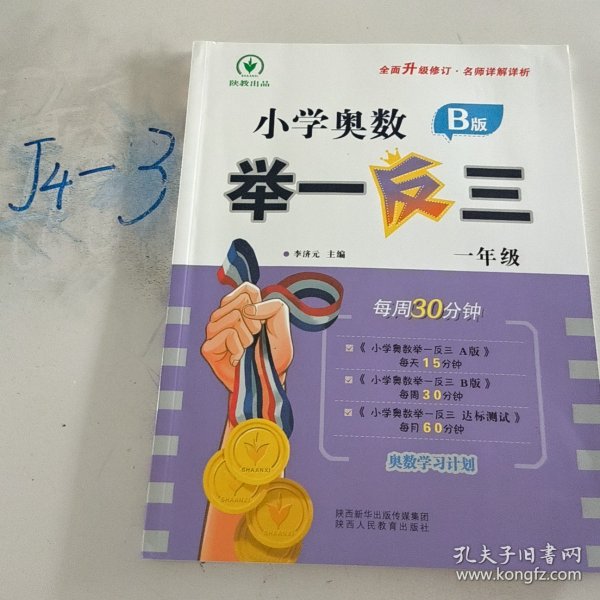 J4-3
陕教出品
全面升级修订·名师详解详析
小学奥数 B版
举一反三
李济元 主编
一年级
每周30分钟
《小学奥数举一反三 A版》
每天15分钟
《小学奥数举一反三 B版》
每周30分钟
《小学奥数举一反三 达标测试》
每月60分钟
奥数学习计划
SHAANXI
SHAANXI
SHAANXI
陕西新华出版传媒集团
陕西人民教育出版社
孔夫子旧书网
www.kongfz.com